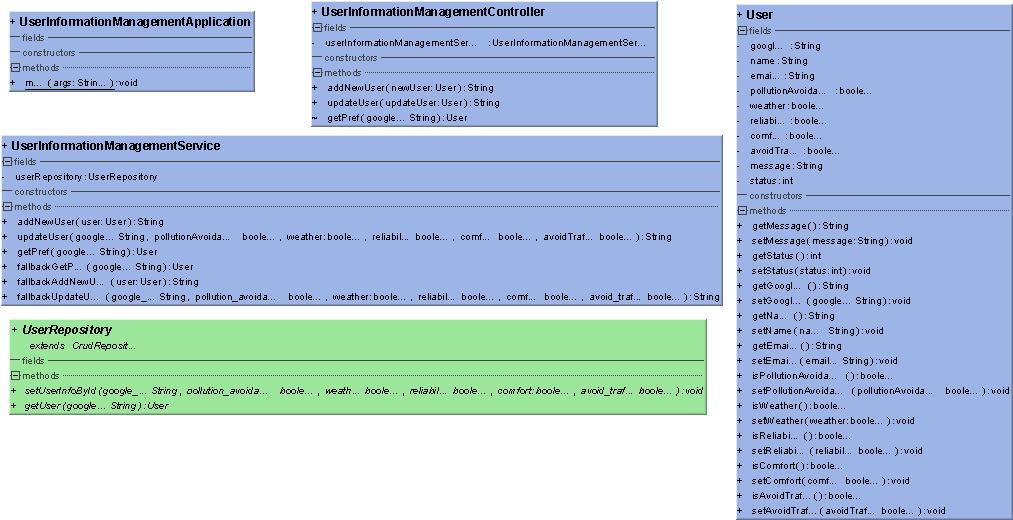 + UserInformationManagementApplication
fields
constructors
methods
+ m... (args: Strin... ):void
+ UserInformationManagementController
fields
- userInformationManagementSer... :UserInformationManagementSer...
constructors
methods
+ addNewUser(newUser: User):String
+ updateUser(updateUser: User):String
~ getPref(google... String):User
+ UserInformationManagementService
fields
- userRepository:UserRepository
constructors
methods
+ addNewUser(user: User):String
+ updateUser(google... String, pollutionAvoida... boole..., weather:boole..., reliabil... boole..., comf... boole..., avoidTraf... boole... ):String
+ getPref(google... String):User
+ fallbackGetP... (google... String):User
+ fallbackAddNewU... (user: User):String
+ fallbackUpdateU... (google_... String, pollution_avoida... boole..., weather:boole..., reliabil... boole..., comf... boole..., avoid_traf... boole... ):String
+ UserRepository
extends CrudReposit...
fields
methods
+ setUserInfoById(google_... String, pollution_avoida... boole..., weath... boole..., reliabil... boole..., comfort:boole..., avoid_traf... boole... ):void
+ getUser(google... String):User
+ User
fields
- googl... :String
- name:String
- emai... :String
- pollutionAvoida... :boole...
- weather:boole...
- reliabi... :boole...
- comf... :boole...
- avoidTra... :boole...
- message:String
- status:int
constructors
methods
+ getMessage():String
+ setMessage(message:String):void
+ getStatus():int
+ setStatus(status:int):void
+ getGoogl... ():String
+ setGoogl... (google... String):void
+ getNa... ():String
+ setName(na... String):void
+ getEmai... ():String
+ setEmai... (email... String):void
+ isPollutionAvoida... ():boole...
+ setPollutionAvoida... (pollutionAvoida... boole... ):void
+ isWeather():boole...
+ setWeather(weather:boole... ):void
+ isReliabi... ():boole...
+ setReliabi... (reliabil... boole... ):void
+ isComfort():boole...
+ setComfort(comf... boole... ):void
+ isAvoidTraf... ():boole...
+ setAvoidTraf... (avoidTraf... boole... ):void